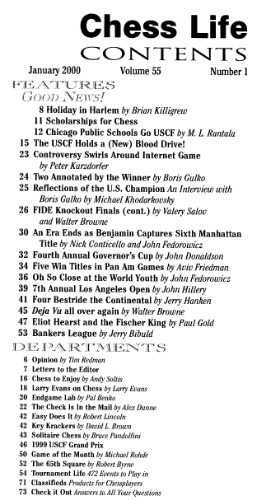 Chess Life
CONTENTS
January 2000 Volume 55 Number 1
FEATURES
GOOD NEWS!
8 Holiday in Harlem by Brian Killigrew
11 Scholarships for Chess
12 Chicago Public Schools Go USCF by M. L. Rantala
15 The USCF Holds a (New) Blood Drive!
23 Controversy Swirls Around Internet Game
by Peter Kurzdorfer
24 Two Annotated by the Winner by Boris Gulko
25 Reflections of the U.S. Champion An Interview with
Boris Gulko by Michael Khodarkovsky
26 FIDE Knockout Finals (cont.) by Valery Salov
and Walter Browne
30 An Era Ends as Benjamin Captures Sixth Manhattan
Title by Nick Conticello and John Fedorowicz
32 Fourth Annual Governor's Cup by John Donaldson
34 Five Win Titles in Pan Am Games by Aviv Friedman
36 Oh So Close at the World Youth by John Fedorowicz
39 7th Annual Los Angeles Open by John Hillery
41 Four Bestride the Continental by Jerry Hanken
45 Deja Vu all over again by Walter Browne
47 Eliot Hearst and the Fischer King by Paul Gold
53 Bankers League by Jerry Bibuld
DEPARTMENTS
6 Opinion by Tim Redman
7 Letters to the Editor
16 Chess to Enjoy by Andy Soltis
18 Larry Evans on Chess by Larry Evans
20 Endgame Lab by Pal Benko
22 The Check Is in the Mail by Alex Dunne
42 Easy Does It by Robert Lincoln
42 Key Krackers by David L. Brown
43 Solitaire Chess by Bruce Pandolfini
46 1999 USCF Grand Prix
50 Game of the Month by Michael Rohde
52 The 65th Square by Robert Byrne
54 Tournament Life 472 Events to Play in
71 Classifieds Products for Chessplayers
73 Check it Out Answers to All Your Questions